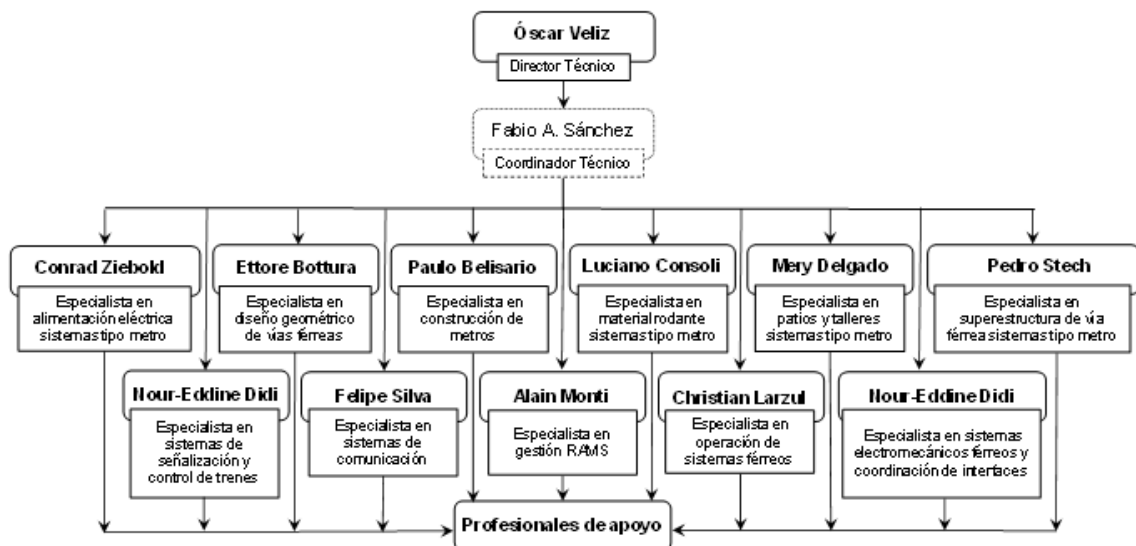 Óscar Veliz
Director Técnico
Fabio A. Sánchez
Coordinador Técnico
Conrad Ziebold
Especialista en
alimentación eléctrica
sistemas tipo metro
Ettore Bottura
Especialista en
diseño geométrico
de vías férreas
Paulo Belisario
Especialista en
construcción de
metros
Luciano Consoli
Especialista en
material rodante
sistemas tipo metro
Mery Delgado
Especialista en
patios y talleres
sistemas tipo metro
Pedro Stech
Especialista en
superestructura de vía
férrea sistemas tipo metro
Nour-Eddine Didi
Especialista en
sistemas de
señalización y
control de trenes
Felipe Silva
Especialista en
sistemas de
comunicación
Alain Monti
Especialista en
gestión RAMS
Christian Larzul
Especialista en
operación de
sistemas férreos
Nour-Eddine Didi
Especialista en sistemas
electromecánicos férreos y
coordinación de interfaces
Profesionales de apoyo